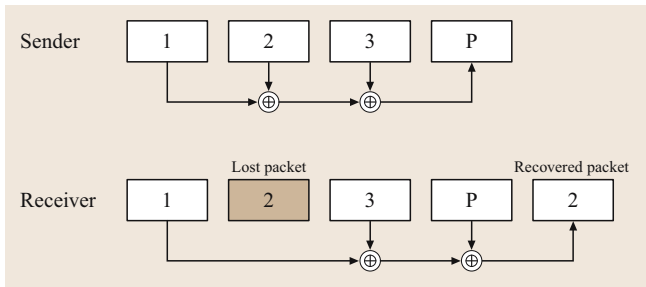 Sender 1 2 3 P
Lost packet Recovered packet
Receiver 1 2 3 P 2